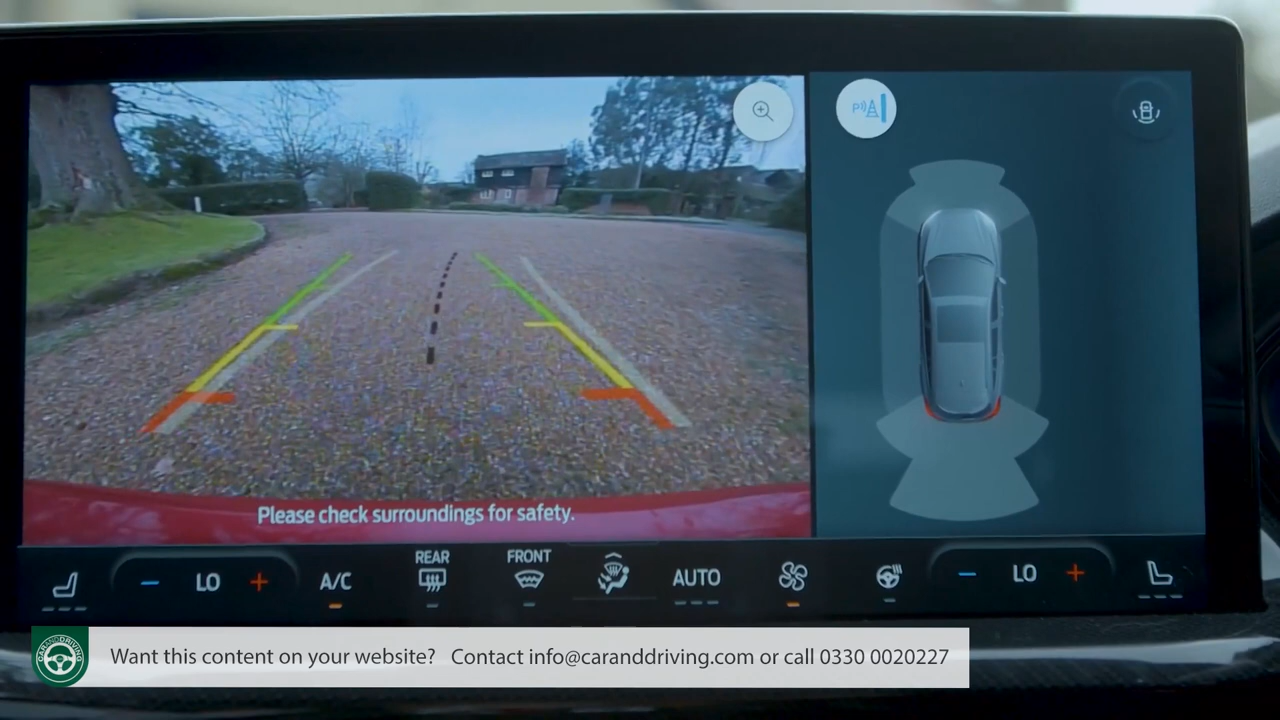 P
Please check surroundings for safety.
REAR
FRONT
LO
A/C
AUTO
LO
CARANDDRIVING
Want this content on your website? Contact info@caranddriving.com or call 0330 0020227